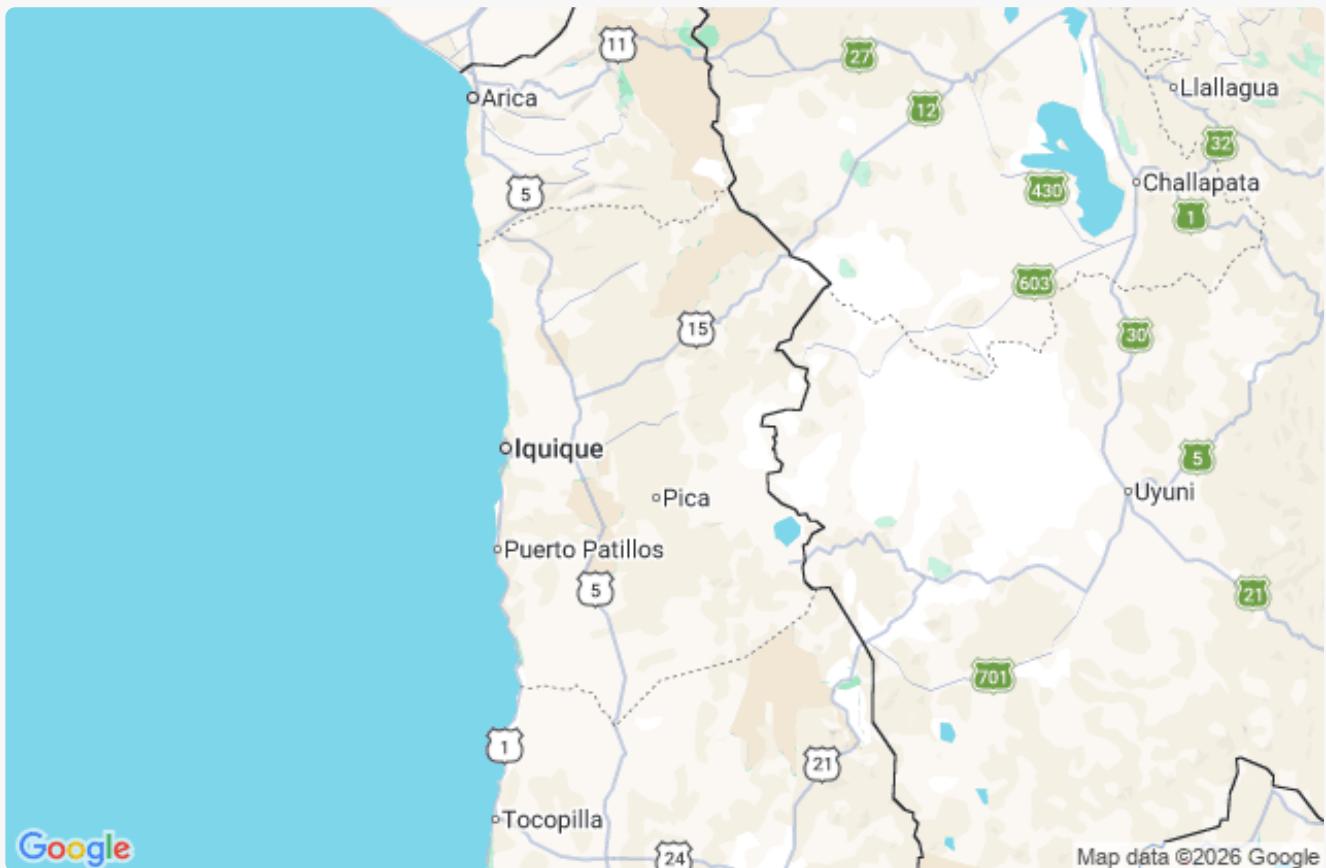 11
27
Llallagua
Arica
12
32
5
430
Challapata
1
603
15
30
Iquique
5
Pica
Uyuni
Puerto Patillos
5
21
701
1
21
Tocopilla
Google
24
Map data ©2026 Google